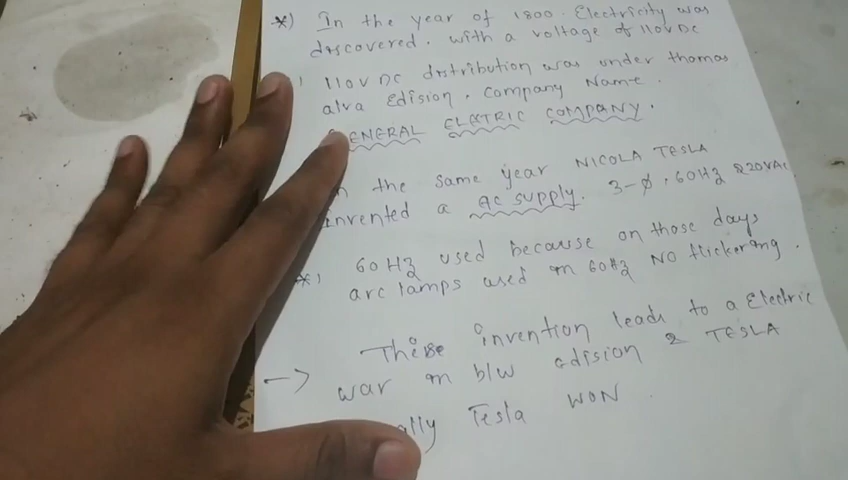 *) In the year of 1800. Electricity was
discovered. with a voltage of 110V DC
110V DC distribution was under thomas
alva Edision. Company Name.
GENERAL ELECTRIC COMPANY.
In the same year NICOLA TESLA
invented a AC supply. 3-ϕ, 60Hz 220VAC
*) 60Hz used because on those days
arc lamps used in 60Hz NO flickering.
These invention leads to a Electric
-> war in b/w edision & TESLA
ally Tesla WON